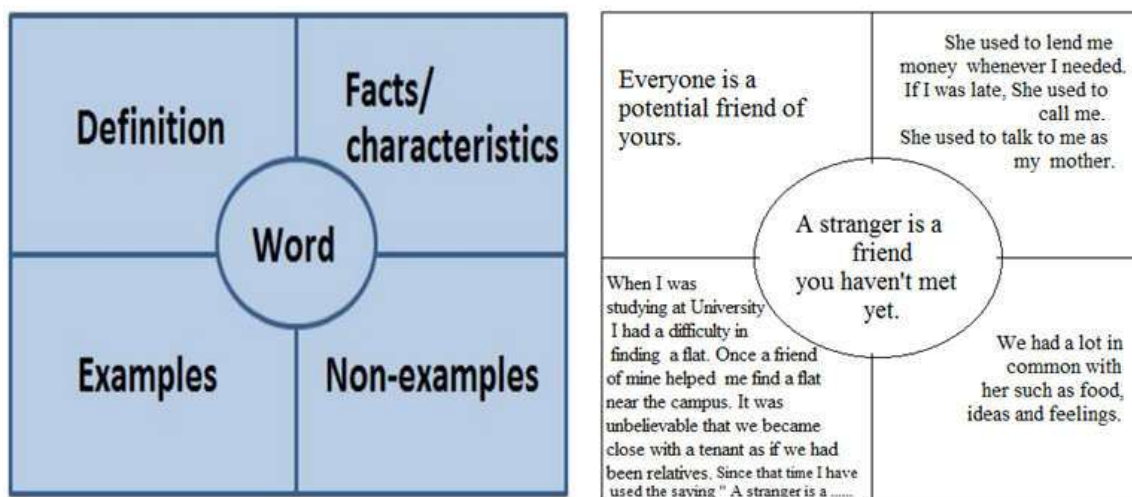 Definition
Facts/
characteristics
Word
Examples
Non-examples
Everyone is a
potential friend of
yours.
She used to lend me
money whenever I needed.
If I was late, She used to
call me.
She used to talk to me as
my mother.
A stranger is a
friend
you haven't met
yet.
When I was
studying at University
I had a difficulty in
finding a flat. Once a friend
of mine helped me find a flat
near the campus. It was
unbelievable that we became
close with a tenant as if we had
been relatives. Since that time I have
used the saying " A stranger is a ......
We had a lot in
common with
her such as food,
ideas and feelings.